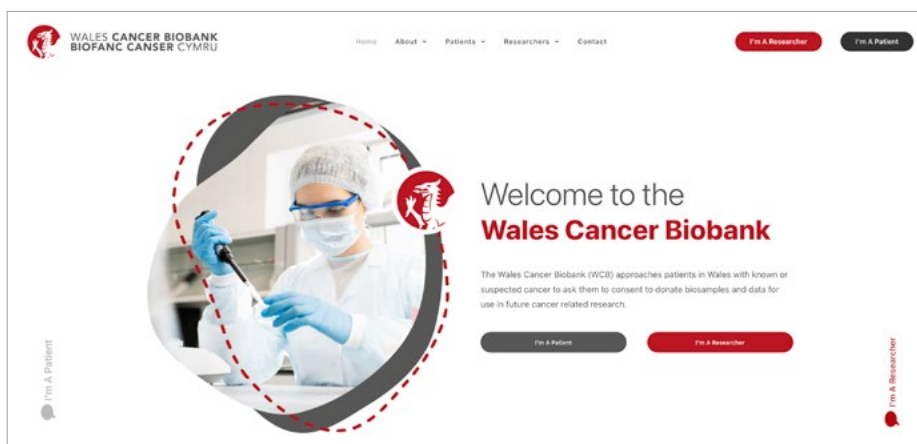 WALES CANCER BIOBANK
BIOFANC CANSER CYMRU
Home About Patients Researchers Contact
I'm A Researcher
I'm A Patient
Welcome to the
Wales Cancer Biobank
The Wales Cancer Biobank (WCB) approaches patients in Wales with known or
suspected cancer to ask them to consent to donate biosamples and data for
use in future cancer related research.
I'm A Patient
I'm A Researcher
I'm A Patient
I'm A Researcher